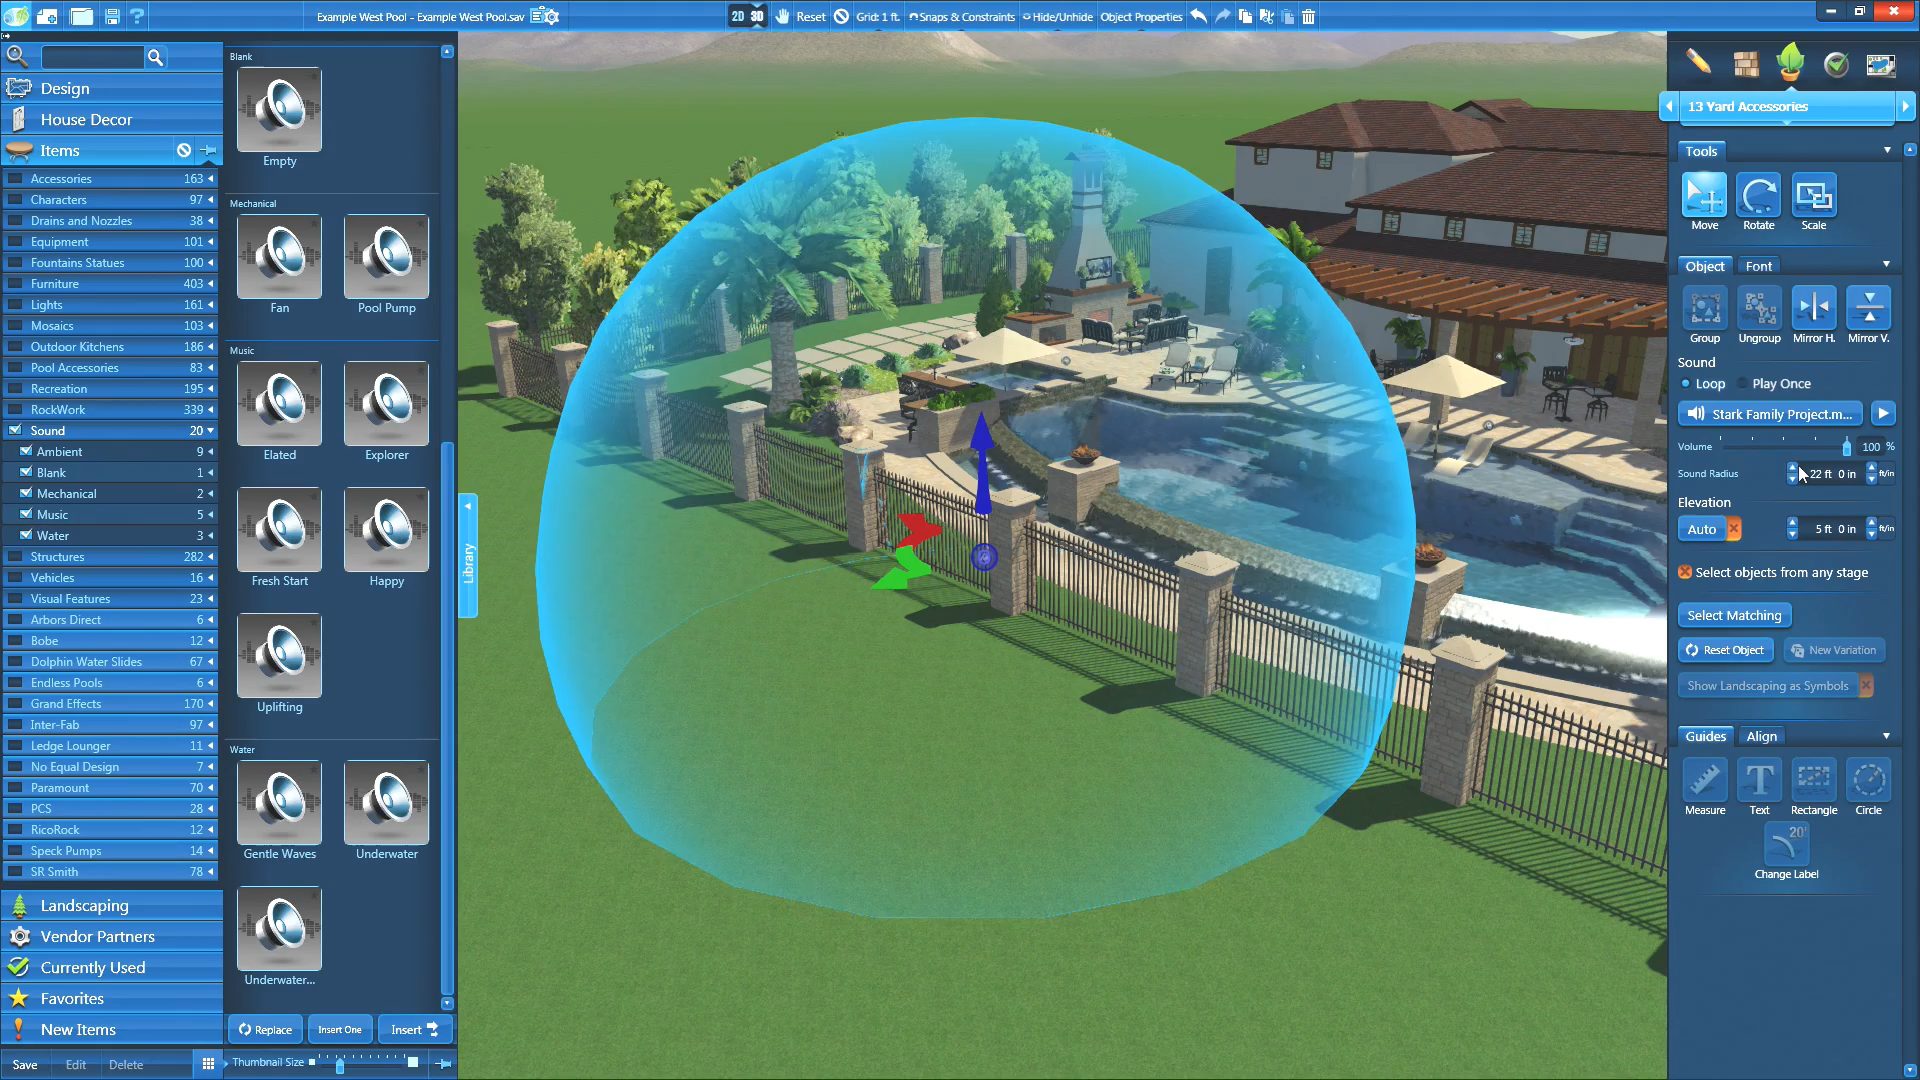 Example West Pool - Example West Pool.sav
2D 3D
Reset
Grid: 1 ft.
Snaps & Constraints
Hide/Unhide
Object Properties
Design
House Decor
Items
Accessories 163
Characters 97
Drains and Nozzles 38
Equipment 101
Fountains Statues 100
Furniture 403
Lights 161
Mosaics 103
Outdoor Kitchens 186
Pool Accessories 83
Recreation 195
RockWork 339
Sound 20
Ambient 9
Blank 1
Mechanical 2
Music 5
Water 3
Structures 282
Vehicles 16
Visual Features 23
Arbors Direct 6
Bobe 12
Dolphin Water Slides 67
Endless Pools 6
Grand Effects 170
Inter-Fab 97
Ledge Lounger 11
No Equal Design 7
Paramount 70
PCS 28
RicoRock 12
Speck Pumps 14
SR Smith 78
Landscaping
Vendor Partners
Currently Used
Favorites
New Items
Save Edit Delete
Blank
Empty
Mechanical
Fan Pool Pump
Music
Elated Explorer
Fresh Start Happy
Uplifting
Water
Gentle Waves Underwater
Underwater...
Replace Insert One Insert
Thumbnail Size
Library
13 Yard Accessories
Tools
Move Rotate Scale
Object Font
Group Ungroup Mirror H. Mirror V.
Sound
Loop Play Once
Stark Family Project.m...
Volume 100 %
Sound Radius 22 ft 0 in ft/in
Elevation
Auto 5 ft 0 in ft/in
Select objects from any stage
Select Matching
Reset Object New Variation
Show Landscaping as Symbols
Guides Align
Measure Text Rectangle Circle
20'
Change Label